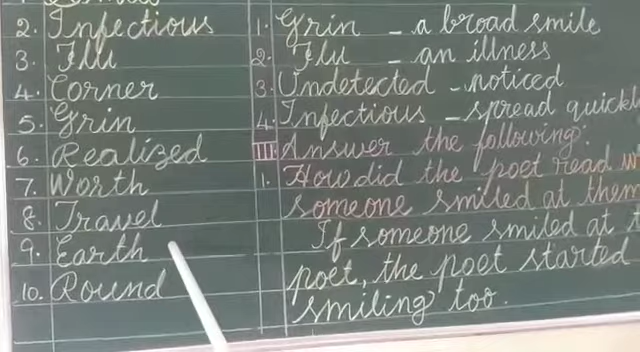 2. Infectious
3. Flu
4. Corner
5. Grin
6. Realized
7. Worth
8. Travel
9. Earth
10. Round
1. Grin - a broad smile
2. Flu - an illness
3. Undetected - noticed
4. Infectious - spread quickl
III. Answer the following:
1. How did the poet read w
someone smiled at them
If someone smiled at
poet, the poet started
smiling too.